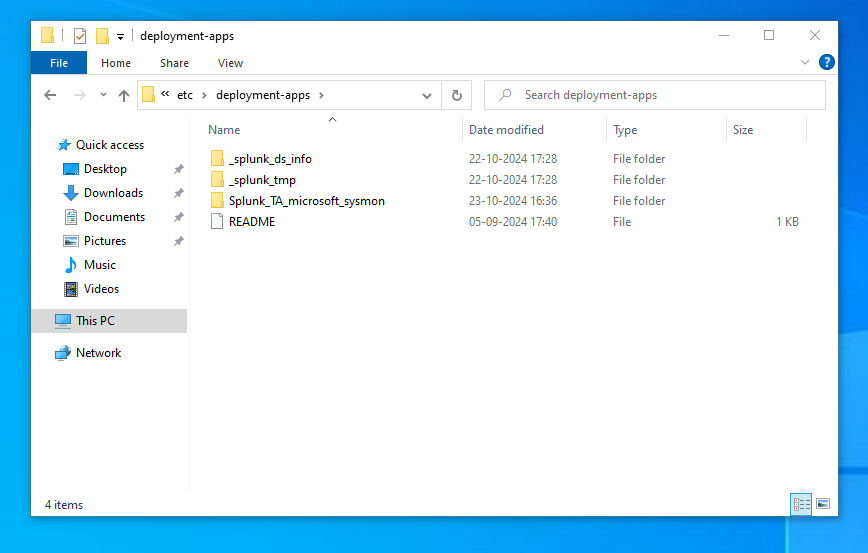 deployment-apps
File Home Share View
etc deployment-apps Search deployment-apps
Name Date modified Type Size
Quick access
Desktop
Downloads
Documents
Pictures
Music
Videos
This PC
Network
_splunk_ds_info 22-10-2024 17:28 File folder
_splunk_tmp 22-10-2024 17:28 File folder
Splunk_TA_microsoft_sysmon 23-10-2024 16:36 File folder
README 05-09-2024 17:40 File 1 KB
4 items